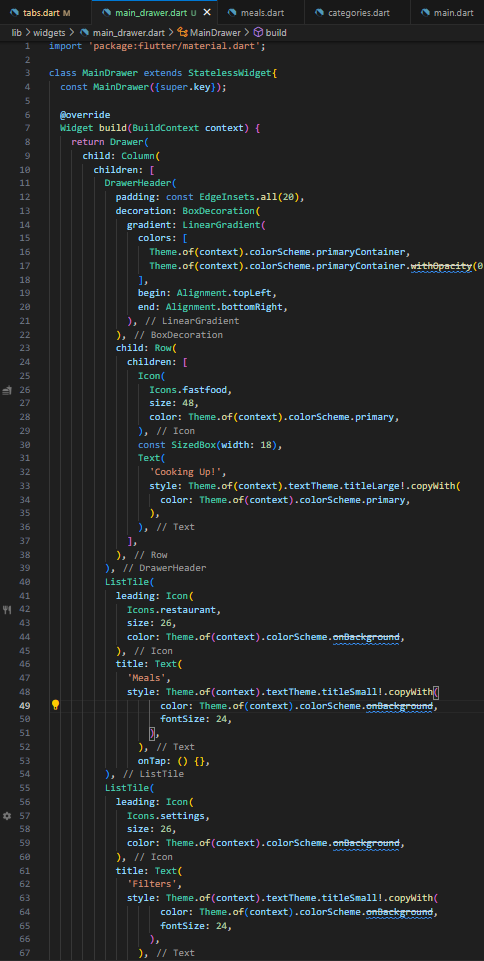 tabs.dart M main_drawer.dart U × meals.dart categories.dart main.dart
lib > widgets > main_drawer.dart > MainDrawer > build
1 import 'package:flutter/material.dart';
2
3 class MainDrawer extends StatelessWidget{
4 const MainDrawer({super.key});
5
6 @override
7 Widget build(BuildContext context) {
8 return Drawer(
9 child: Column(
10 children: [
11 DrawerHeader(
12 padding: const EdgeInsets.all(20),
13 decoration: BoxDecoration(
14 gradient: LinearGradient(
15 colors: [
16 Theme.of(context).colorScheme.primaryContainer,
17 Theme.of(context).colorScheme.primaryContainer.withOpacity(0
18 ],
19 begin: Alignment.topLeft,
20 end: Alignment.bottomRight,
21 ), // LinearGradient
22 ), // BoxDecoration
23 child: Row(
24 children: [
25 Icon(
26 Icons.fastfood,
27 size: 48,
28 color: Theme.of(context).colorScheme.primary,
29 ), // Icon
30 const SizedBox(width: 18),
31 Text(
32 'Cooking Up!',
33 style: Theme.of(context).textTheme.titleLarge!.copyWith(
34 color: Theme.of(context).colorScheme.primary,
35 ),
36 ), // Text
37 ],
38 ), // Row
39 ), // DrawerHeader
40 ListTile(
41 leading: Icon(
42 Icons.restaurant,
43 size: 26,
44 color: Theme.of(context).colorScheme.onBackground,
45 ), // Icon
46 title: Text(
47 'Meals',
48 style: Theme.of(context).textTheme.titleSmall!.copyWith(
49 color: Theme.of(context).colorScheme.onBackground,
50 fontSize: 24,
51 ),
52 ), // Text
53 onTap: () {},
54 ), // ListTile
55 ListTile(
56 leading: Icon(
57 Icons.settings,
58 size: 26,
59 color: Theme.of(context).colorScheme.onBackground,
60 ), // Icon
61 title: Text(
62 'Filters',
63 style: Theme.of(context).textTheme.titleSmall!.copyWith(
64 color: Theme.of(context).colorScheme.onBackground,
65 fontSize: 24,
66 ),
67 ), // Text